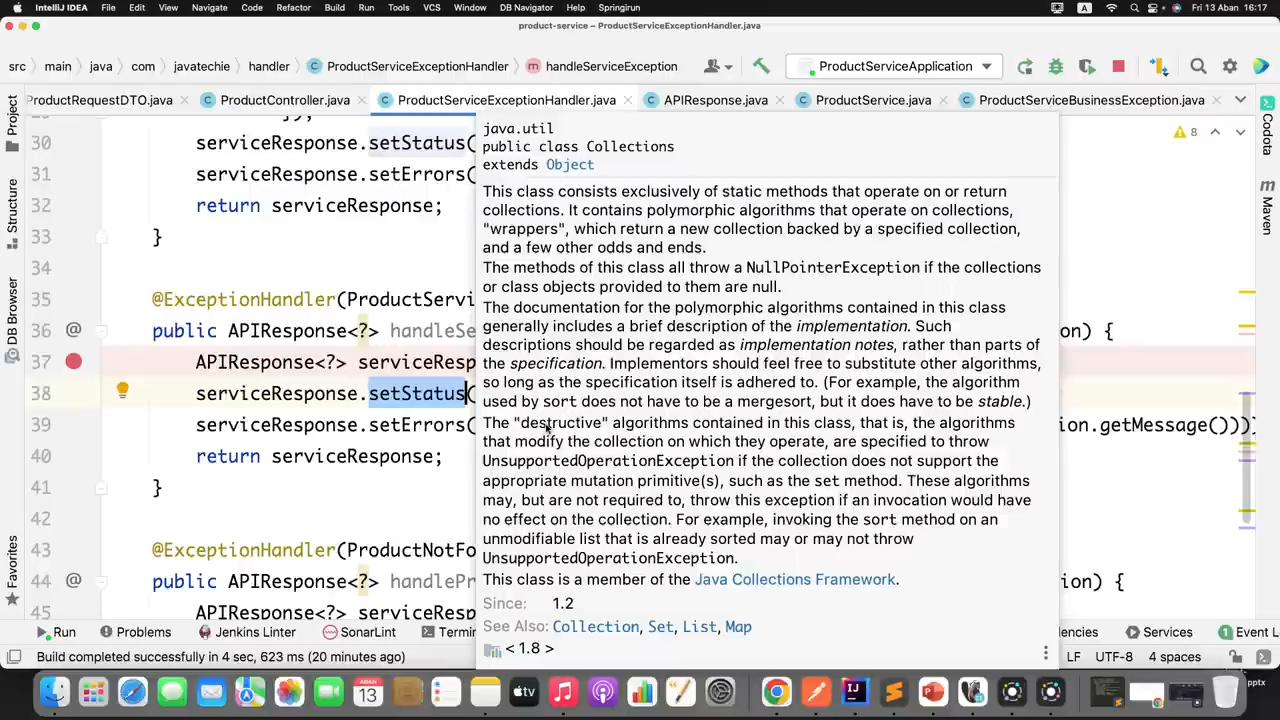 IntelliJ IDEA File Edit View Navigate Code Refactor Build Run Tools VCS Window DB Navigator Help Springirun A Fri 13 Aban 16:17
product-service – ProductServiceExceptionHandler.java
src main java com javatechie handler ProductServiceExceptionHandler handleServiceException ProductServiceApplication
ProductRequestDTO.java ProductController.java ProductServiceExceptionHandler.java APIResponse.java ProductService.java ProductServiceBusinessException.java
Project
Structure
DB Browser
Favorites
Codota
Maven
8
30 serviceResponse.setStatus(
31 serviceResponse.setErrors(
32 return serviceResponse;
33 }
34
35 @ExceptionHandler(ProductServ
36 public APIResponse<?> handleSe on) {
37 APIResponse<?> serviceResp
38 serviceResponse.setStatus(
39 serviceResponse.setErrors( ion.getMessage())))
40 return serviceResponse;
41 }
42
43 @ExceptionHandler(ProductNotFo
44 public APIResponse<?> handlePr ion) {
45 APIResponse<?> serviceResp
java.util
public class Collections
extends Object
This class consists exclusively of static methods that operate on or return
collections. It contains polymorphic algorithms that operate on collections,
"wrappers", which return a new collection backed by a specified collection,
and a few other odds and ends.
The methods of this class all throw a NullPointerException if the collections
or class objects provided to them are null.
The documentation for the polymorphic algorithms contained in this class
generally includes a brief description of the implementation. Such
descriptions should be regarded as implementation notes, rather than parts of
the specification. Implementors should feel free to substitute other algorithms,
so long as the specification itself is adhered to. (For example, the algorithm
used by sort does not have to be a mergesort, but it does have to be stable.)
The "destructive" algorithms contained in this class, that is, the algorithms
that modify the collection on which they operate, are specified to throw
UnsupportedOperationException if the collection does not support the
appropriate mutation primitive(s), such as the set method. These algorithms
may, but are not required to, throw this exception if an invocation would have
no effect on the collection. For example, invoking the sort method on an
unmodifiable list that is already sorted may or may not throw
UnsupportedOperationException.
This class is a member of the Java Collections Framework.
Since: 1.2
See Also: Collection, Set, List, Map
< 1.8 >
Run Problems Jenkins Linter SonarLint Termin encies Services 1 Event L
Build completed successfully in 4 sec, 623 ms (20 minutes ago) LF UTF-8 4 spaces
tv 13 IJ pptx